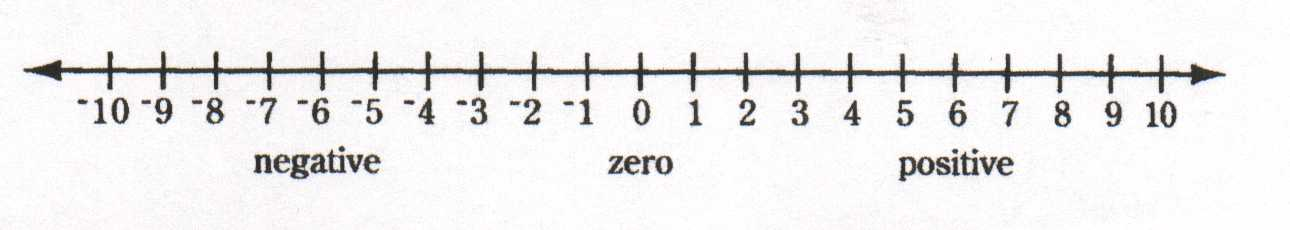 ⁻10 ⁻9 ⁻8 ⁻7 ⁻6 ⁻5 ⁻4 ⁻3 ⁻2 ⁻1 0 1 2 3 4 5 6 7 8 9 10
negative zero positive